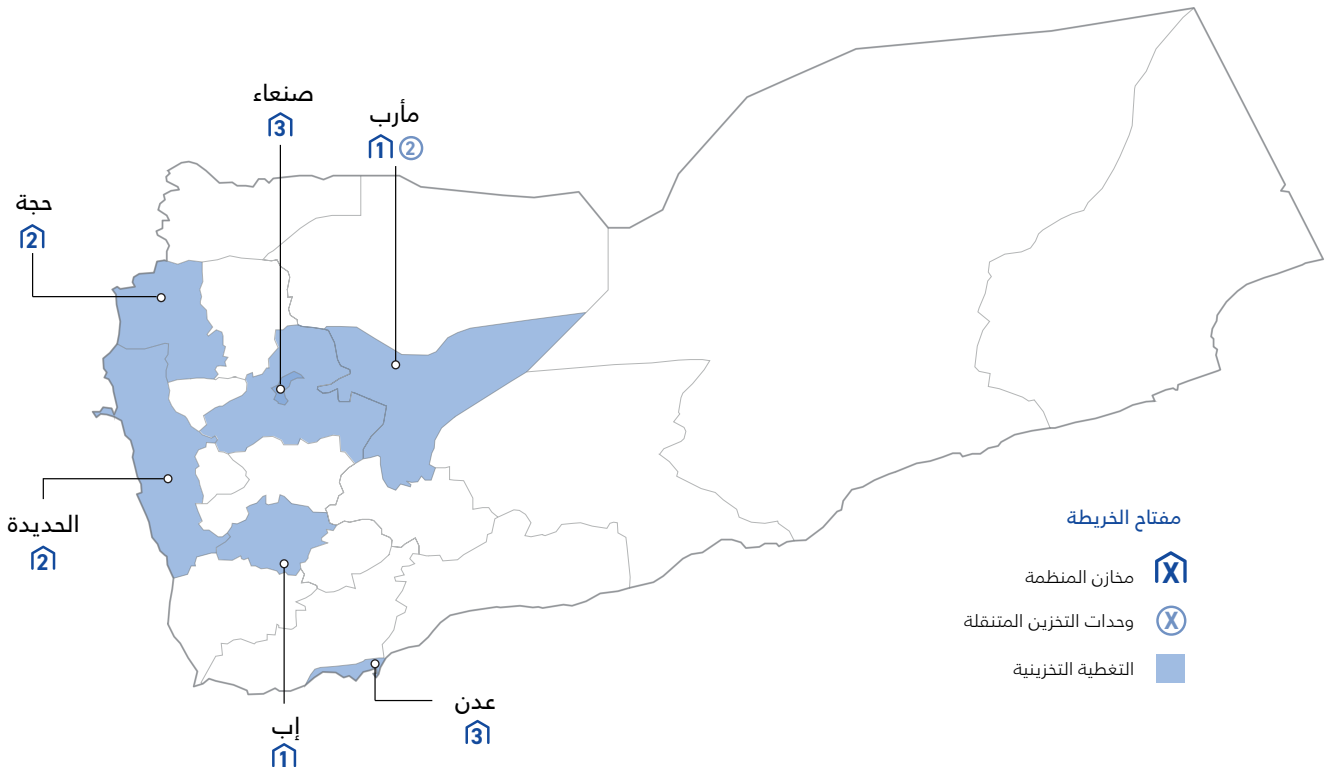 صنعاء
3
مأرب
1 2
حجة
2
الحديدة
2
إب
1
عدن
3
مفتاح الخريطة
X مخازن المنظمة
X وحدات التخزين المتنقلة
التغطية التخزينية